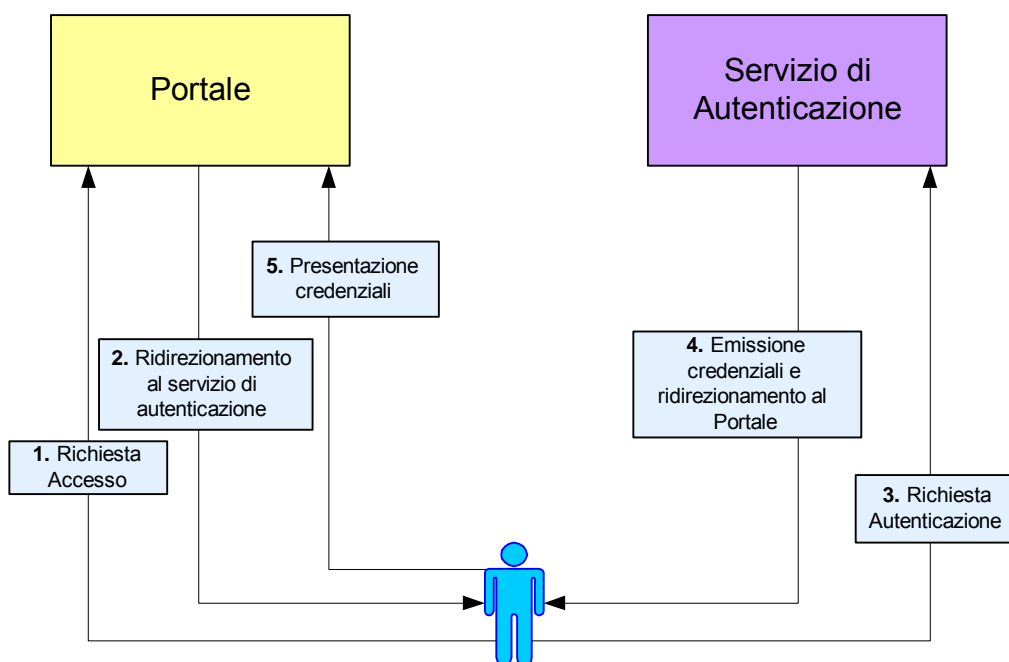 Portale
Servizio di
Autenticazione
5. Presentazione
credenziali
2. Ridirezionamento
al servizio di
autenticazione
4. Emissione
credenziali e
ridirezionamento al
Portale
1. Richiesta
Accesso
3. Richiesta
Autenticazione